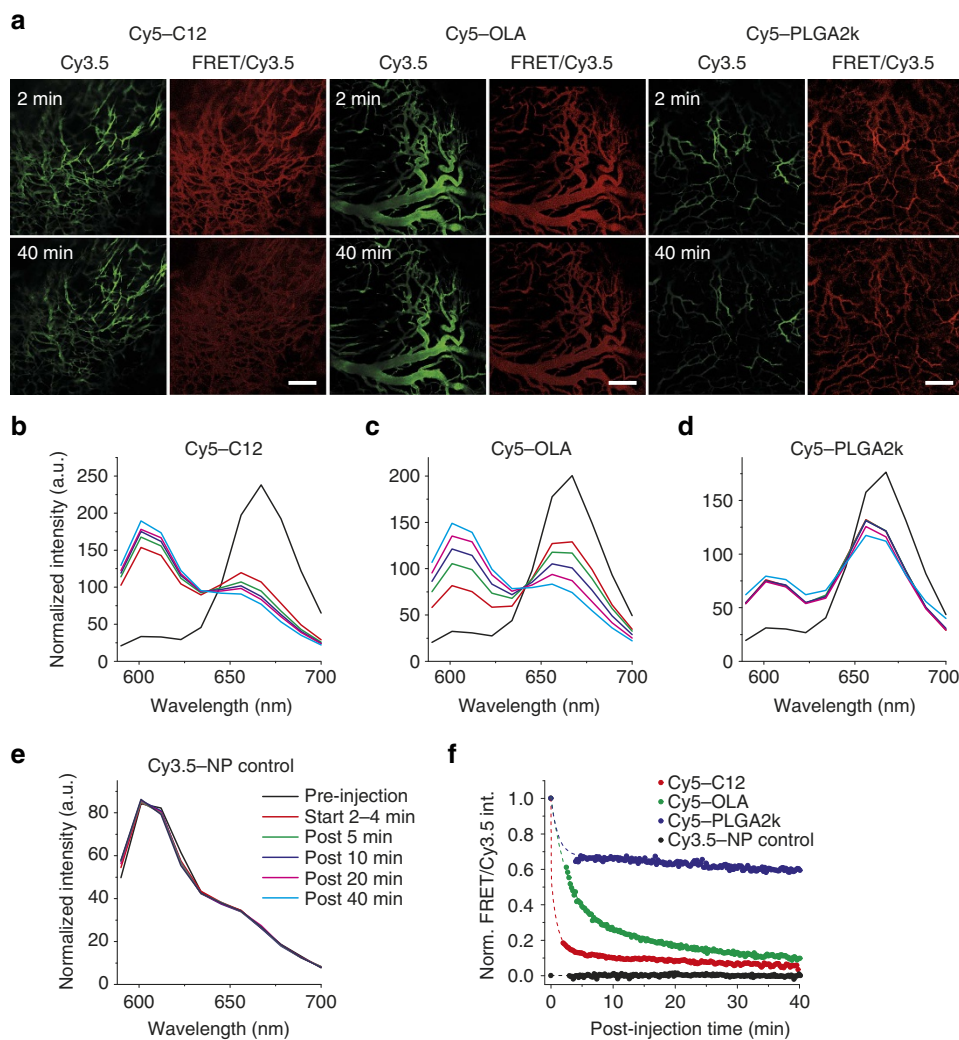 a
Cy5–C12
Cy5–OLA
Cy5–PLGA2k
Cy3.5
FRET/Cy3.5
Cy3.5
FRET/Cy3.5
Cy3.5
FRET/Cy3.5
2 min
2 min
2 min
40 min
40 min
40 min
b
Cy5–C12
Normalized intensity (a.u.)
250
200
150
100
50
0
600
650
700
Wavelength (nm)
c
Cy5–OLA
200
150
100
50
0
600
650
700
Wavelength (nm)
d
Cy5–PLGA2k
150
100
50
0
600
650
700
Wavelength (nm)
e
Cy3.5–NP control
Normalized intensity (a.u.)
80
60
40
20
0
600
650
700
Wavelength (nm)
Pre-injection
Start 2–4 min
Post 5 min
Post 10 min
Post 20 min
Post 40 min
f
Cy5–C12
Cy5–OLA
Cy5–PLGA2k
Cy3.5–NP control
Norm. FRET/Cy3.5 int.
1.0
0.8
0.6
0.4
0.2
0.0
0
10
20
30
40
Post-injection time (min)